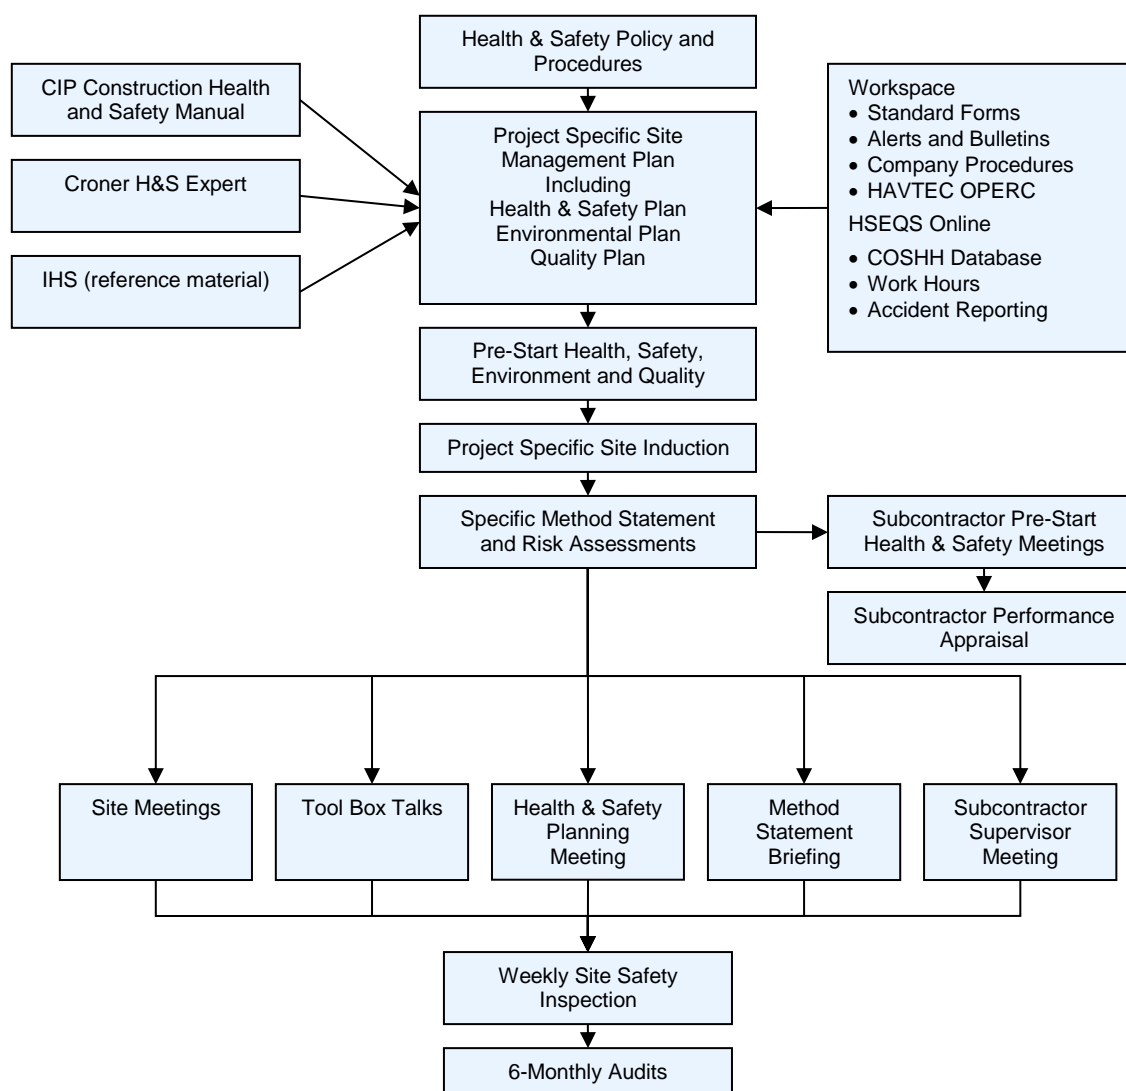 Health & Safety Policy and
Procedures
CIP Construction Health
and Safety Manual
Croner H&S Expert
IHS (reference material)
Project Specific Site
Management Plan
Including
Health & Safety Plan
Environmental Plan
Quality Plan
Workspace
• Standard Forms
• Alerts and Bulletins
• Company Procedures
• HAVTEC OPERC
HSEQS Online
• COSHH Database
• Work Hours
• Accident Reporting
Pre-Start Health, Safety,
Environment and Quality
Project Specific Site Induction
Specific Method Statement
and Risk Assessments
Subcontractor Pre-Start
Health & Safety Meetings
Subcontractor Performance
Appraisal
Site Meetings
Tool Box Talks
Health & Safety
Planning
Meeting
Method
Statement
Briefing
Subcontractor
Supervisor
Meeting
Weekly Site Safety
Inspection
6-Monthly Audits